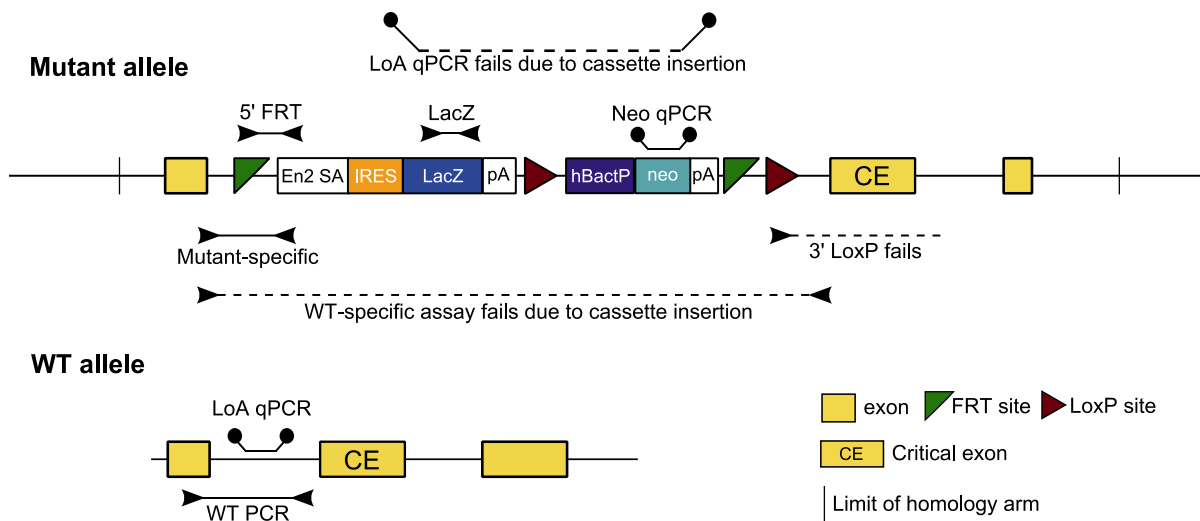 LoA qPCR fails due to cassette insertion
Mutant allele
5' FRT
LacZ
Neo qPCR
En2 SA
IRES
LacZ
pA
hBactP
neo
pA
CE
Mutant-specific
3' LoxP fails
WT-specific assay fails due to cassette insertion
WT allele
LoA qPCR
CE
WT PCR
exon
FRT site
LoxP site
CE
Critical exon
Limit of homology arm